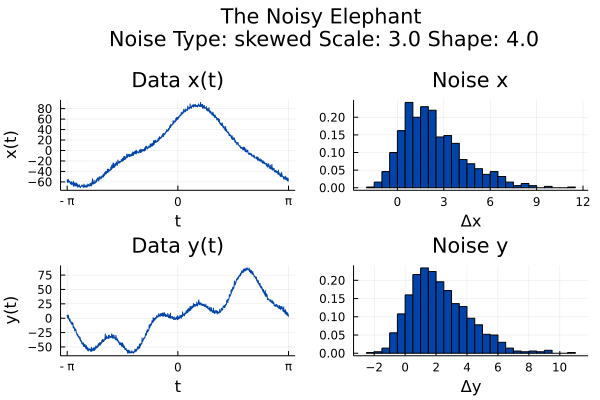 The Noisy Elephant
Noise Type: skewed Scale: 3.0 Shape: 4.0
Data x(t)
x(t)
80
60
40
20
0
−20
−40
−60
- π
0
π
t
Noise x
0.20
0.15
0.10
0.05
0.00
0
3
6
9
12
Δx
Data y(t)
y(t)
75
50
25
0
−25
−50
- π
0
π
t
Noise y
0.20
0.15
0.10
0.05
0.00
−2
0
2
4
6
8
10
Δy